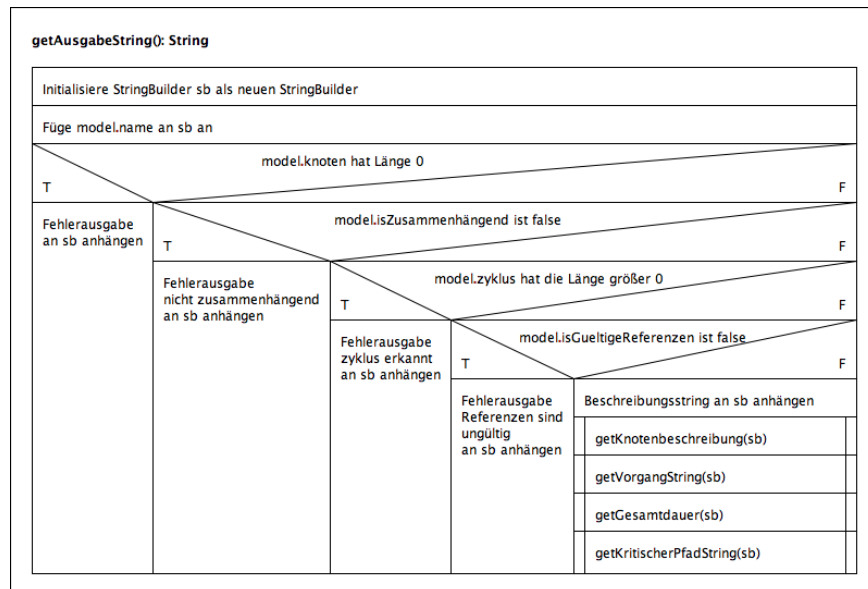 getAusgabeString(): String
Initialisiere StringBuilder sb als neuen StringBuilder
Füge model.name an sb an
model.knoten hat Länge 0
T
F
Fehlerausgabe
an sb anhängen
model.isZusammenhängend ist false
T
F
Fehlerausgabe
nicht zusammenhängend
an sb anhängen
model.zyklus hat die Länge größer 0
T
F
Fehlerausgabe
zyklus erkannt
an sb anhängen
model.isGueltigeReferenzen ist false
T
F
Fehlerausgabe
Referenzen sind
ungültig
an sb anhängen
Beschreibungsstring an sb anhängen
getKnotenbeschreibung(sb)
getVorgangString(sb)
getGesamtdauer(sb)
getKritischerPfadString(sb)